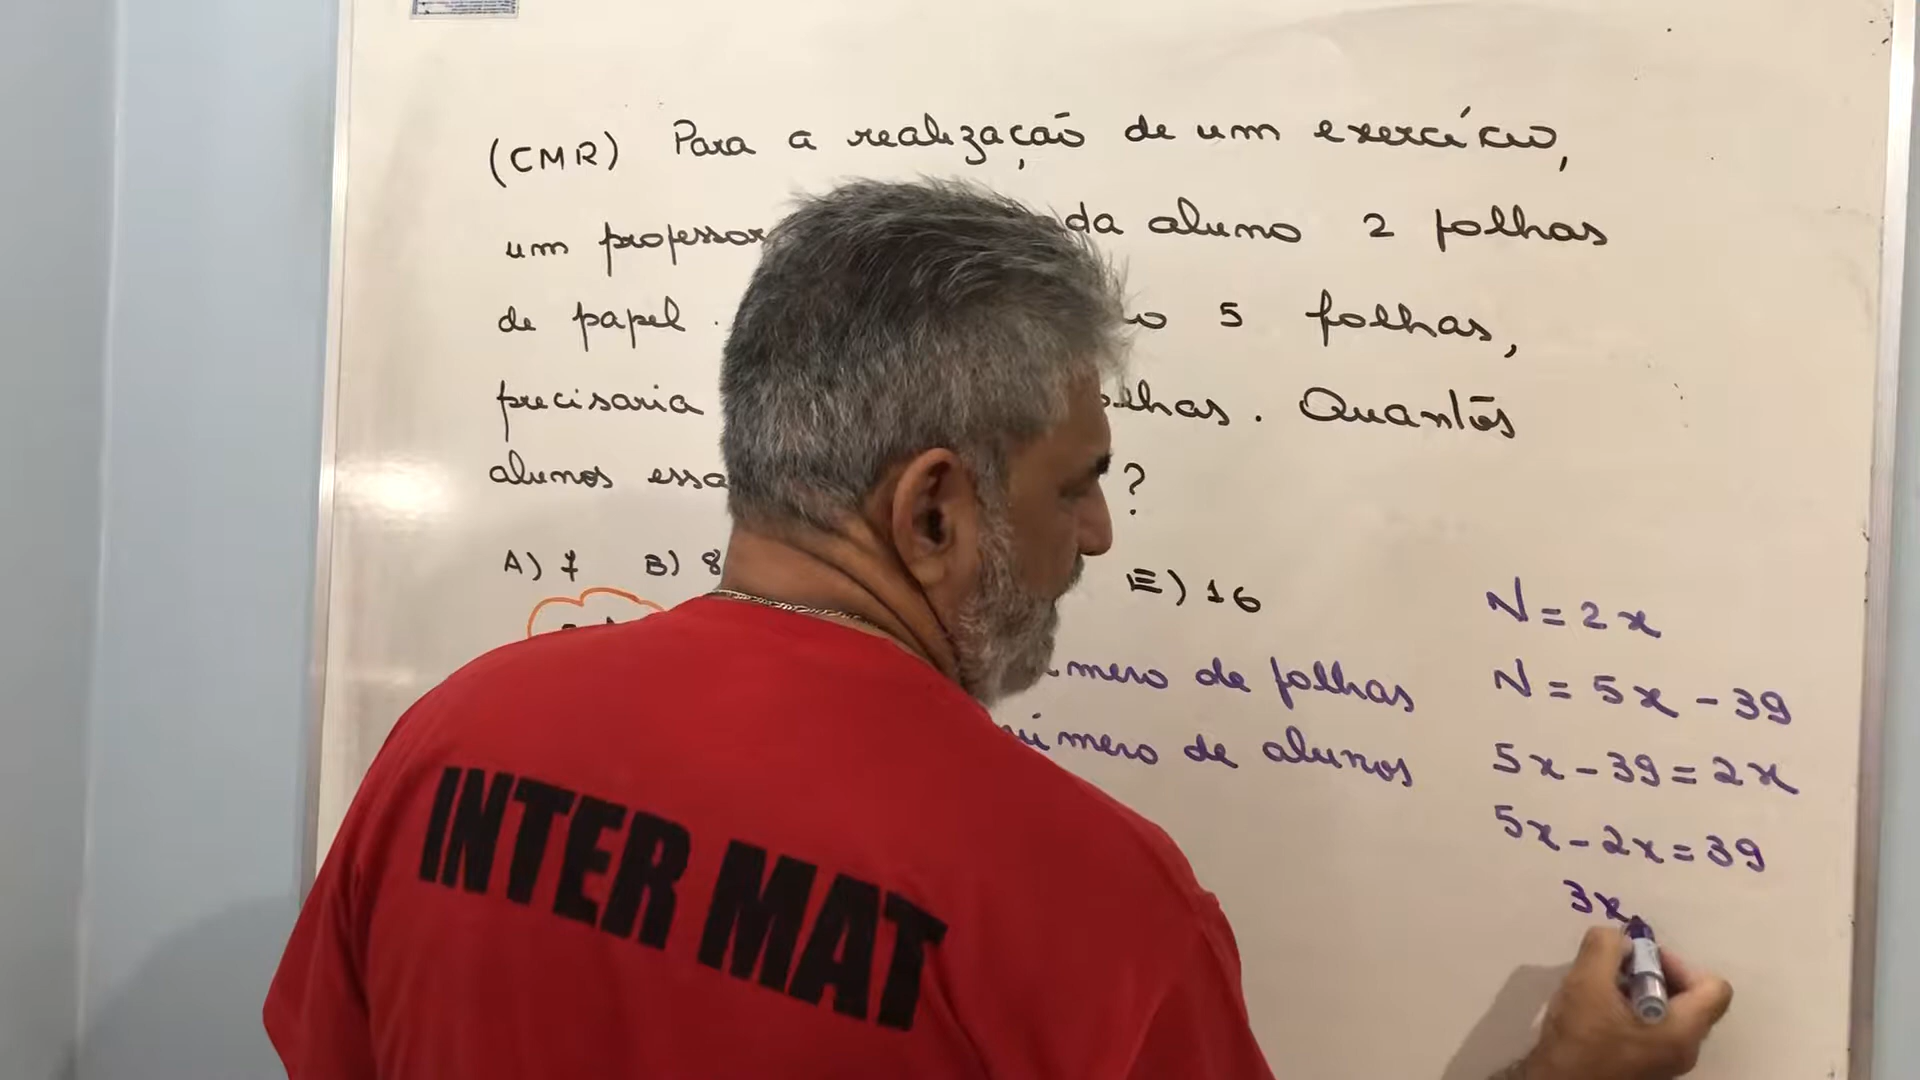 (CMR) Para a realização de um exercício,
um professor da aluno 2 folhas
de papel. 5 folhas,
precisaria lhas. Quantos
alunos essa ?
A) 7 B) 8 E) 16
N = 2x
mero de folhas N = 5x - 39
número de alunos 5x - 39 = 2x
5x - 2x = 39
3x
INTER MAT